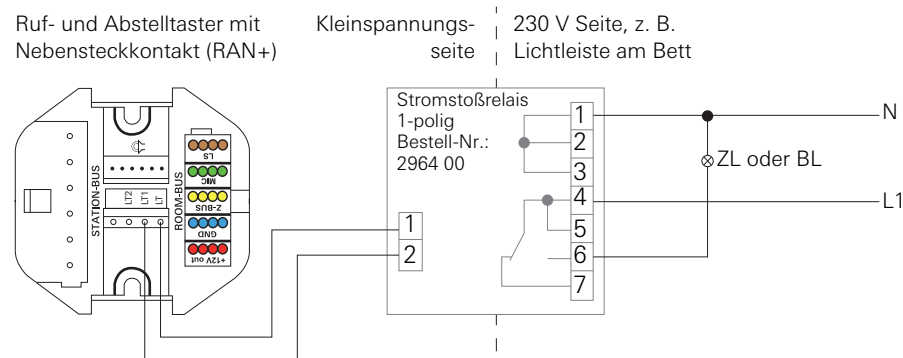 Ruf- und Abstelltaster mit
Nebensteckkontakt (RAN+)
Kleinspannungs-
seite
230 V Seite, z. B.
Lichtleiste am Bett
Stromstoßrelais
1-polig
Bestell-Nr.:
2964 00
1
2
3
4
5
6
7
1
2
N
ZL oder BL
L1
STATION-BUS
LT2
LT1
LT
ROOM-BUS
LS
MIC
Z-BUS
GND
+12V out